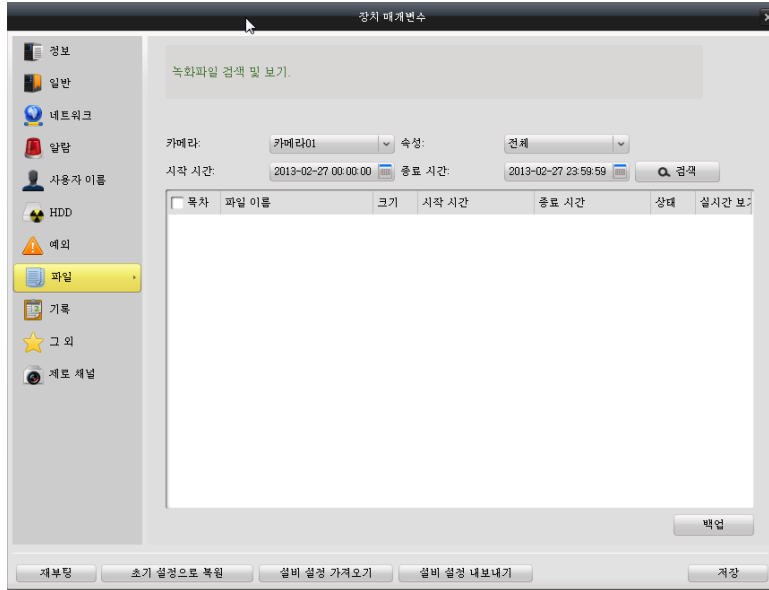 장치 매개변수
정보
일반
네트워크
알람
사용자 이름
HDD
예외
파일
기록
그 외
제로 채널
녹화파일 검색 및 보기.
카메라: 카메라01 속성: 전체
시작 시간: 2013-02-27 00:00:00 종료 시간: 2013-02-27 23:59:59 검색
목차 파일 이름 크기 시작 시간 종료 시간 상태 실시간 보기
백업
재부팅 초기 설정으로 복원 설비 설정 가져오기 설비 설정 내보내기 저장